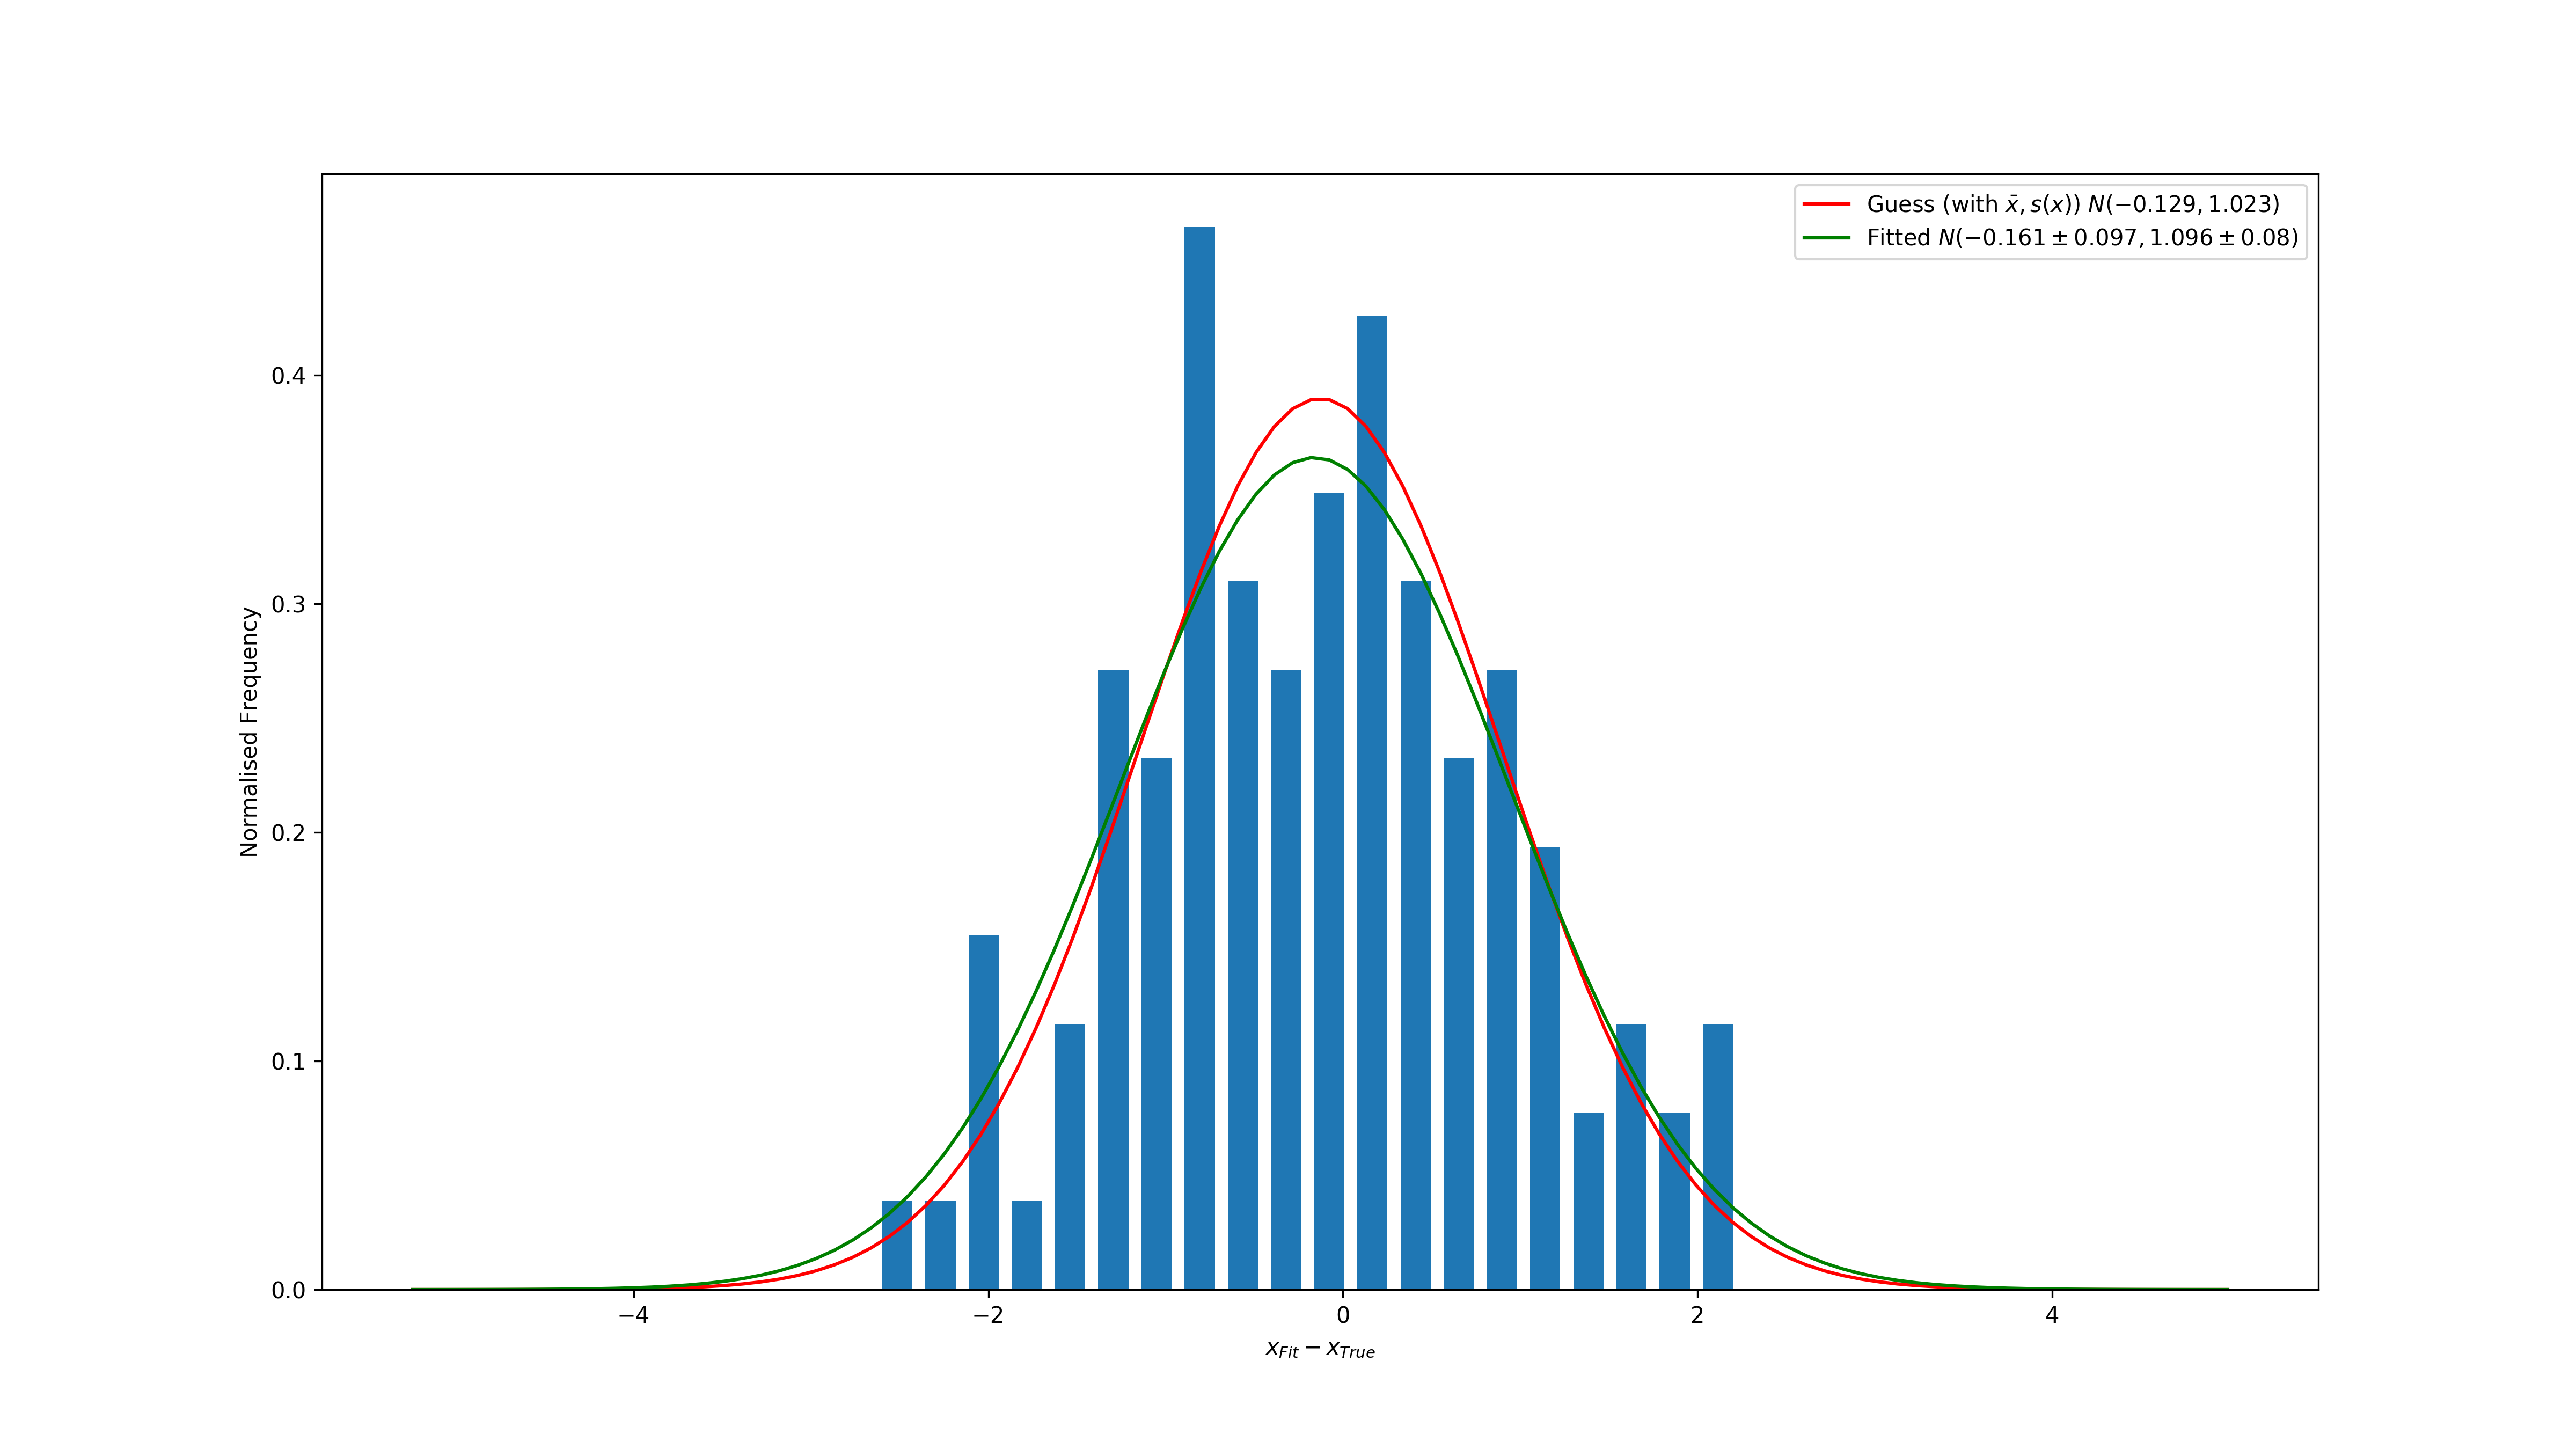 Guess (with x̄, s(x)) N(−0.129, 1.023)
Fitted N(−0.161 ± 0.097, 1.096 ± 0.08)
Normalised Frequency
0.4
0.3
0.2
0.1
0.0
−4 −2 0 2 4
x_Fit − x_True